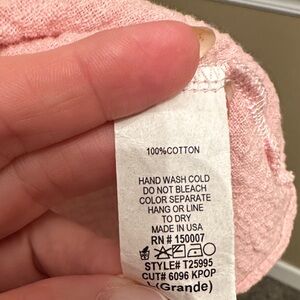 100%COTTON
HAND WASH COLD
DO NOT BLEACH
COLOR SEPARATE
HANG OR LINE
TO DRY
MADE IN USA
RN # 150007
STYLE# T25995
CUT# 6096 KPOP
L (Grande)